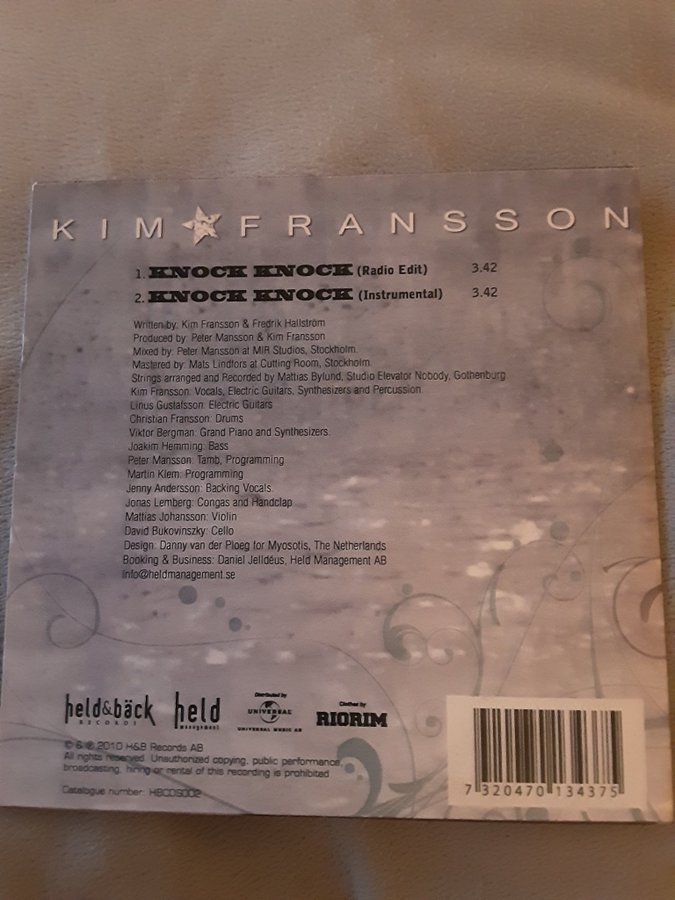 KIM FRANSSON
1. KNOCK KNOCK (Radio Edit) 3.42
2. KNOCK KNOCK (Instrumental) 3.42
Written by: Kim Fransson & Fredrik Hallström
Produced by: Peter Mansson & Kim Fransson
Mixed by: Peter Mansson at MIR Studios, Stockholm.
Mastered by: Mats Lindfors at Cutting Room, Stockholm.
Strings arranged and Recorded by Mattias Bylund, Studio Elevator Nobody, Gothenburg.
Kim Fransson: Vocals, Electric Guitars, Synthesizers and Percussion.
Linus Gustafsson: Electric Guitars
Christian Fransson: Drums
Viktor Bergman: Grand Piano and Synthesizers.
Joakim Hemming: Bass
Peter Mansson: Tamb, Programming
Martin Klem: Programming
Jenny Andersson: Backing Vocals.
Jonas Lemberg: Congas and Handclap
Mattias Johansson: Violin
David Bukovinszky: Cello
Design: Danny van der Ploeg for Myosotis, The Netherlands
Booking & Business: Daniel Jelldéus, Held Management AB
Info@heldmanagement.se
held&bäck
RECORDS
held
management
Distributed by
UNIVERSAL
UNIVERSAL MUSIC AB
Clothes by
RIORIM
© & ℗ 2010 H&B Records AB
All rights reserved. Unauthorized copying, public performance,
broadcasting, hiring or rental of this recording is prohibited
Catalogue number: HBCDS002
7 320470 134375